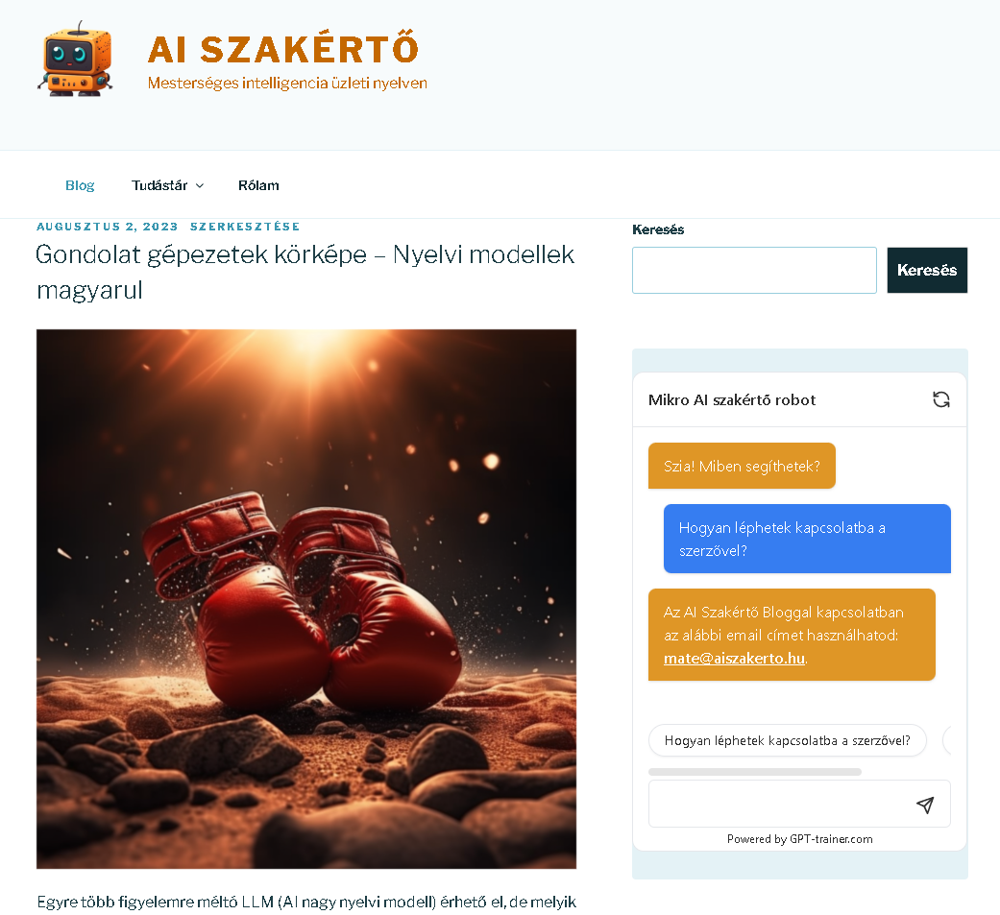 AI SZAKÉRTŐ
Mesterséges intelligencia üzleti nyelven
Blog
Tudástár
Rólam
AUGUSZTUS 2, 2023 SZERKESZTÉSE
Gondolat gépezetek körképe – Nyelvi modellek
magyarul
Egyre több figyelemre méltó LLM (AI nagy nyelvi modell) érhető el, de melyik
Keresés
Keresés
Mikro AI szakértő robot
Szia! Miben segíthetek?
Hogyan léphetek kapcsolatba a
szerzővel?
Az AI Szakértő Bloggal kapcsolatban
az alábbi email címet használhatod:
mate@aiszakerto.hu.
Hogyan léphetek kapcsolatba a szerzővel?
Powered by GPT-trainer.com